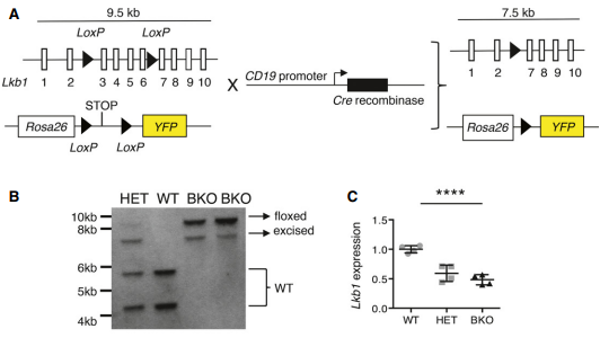 A
9.5 kb
7.5 kb
LoxP LoxP
Lkb1 1 2 3 4 5 6 7 8 9 10
X
CD19 promoter
Cre recombinase
1 2 7 8 9 10
STOP
Rosa26 YFP
LoxP LoxP
Rosa26 YFP
B
HET WT BKO BKO
10kb
8kb
6kb
5kb
4kb
floxed
excised
WT
C
****
Lkb1 expression
1.5
1.0
0.5
0.0
WT HET BKO